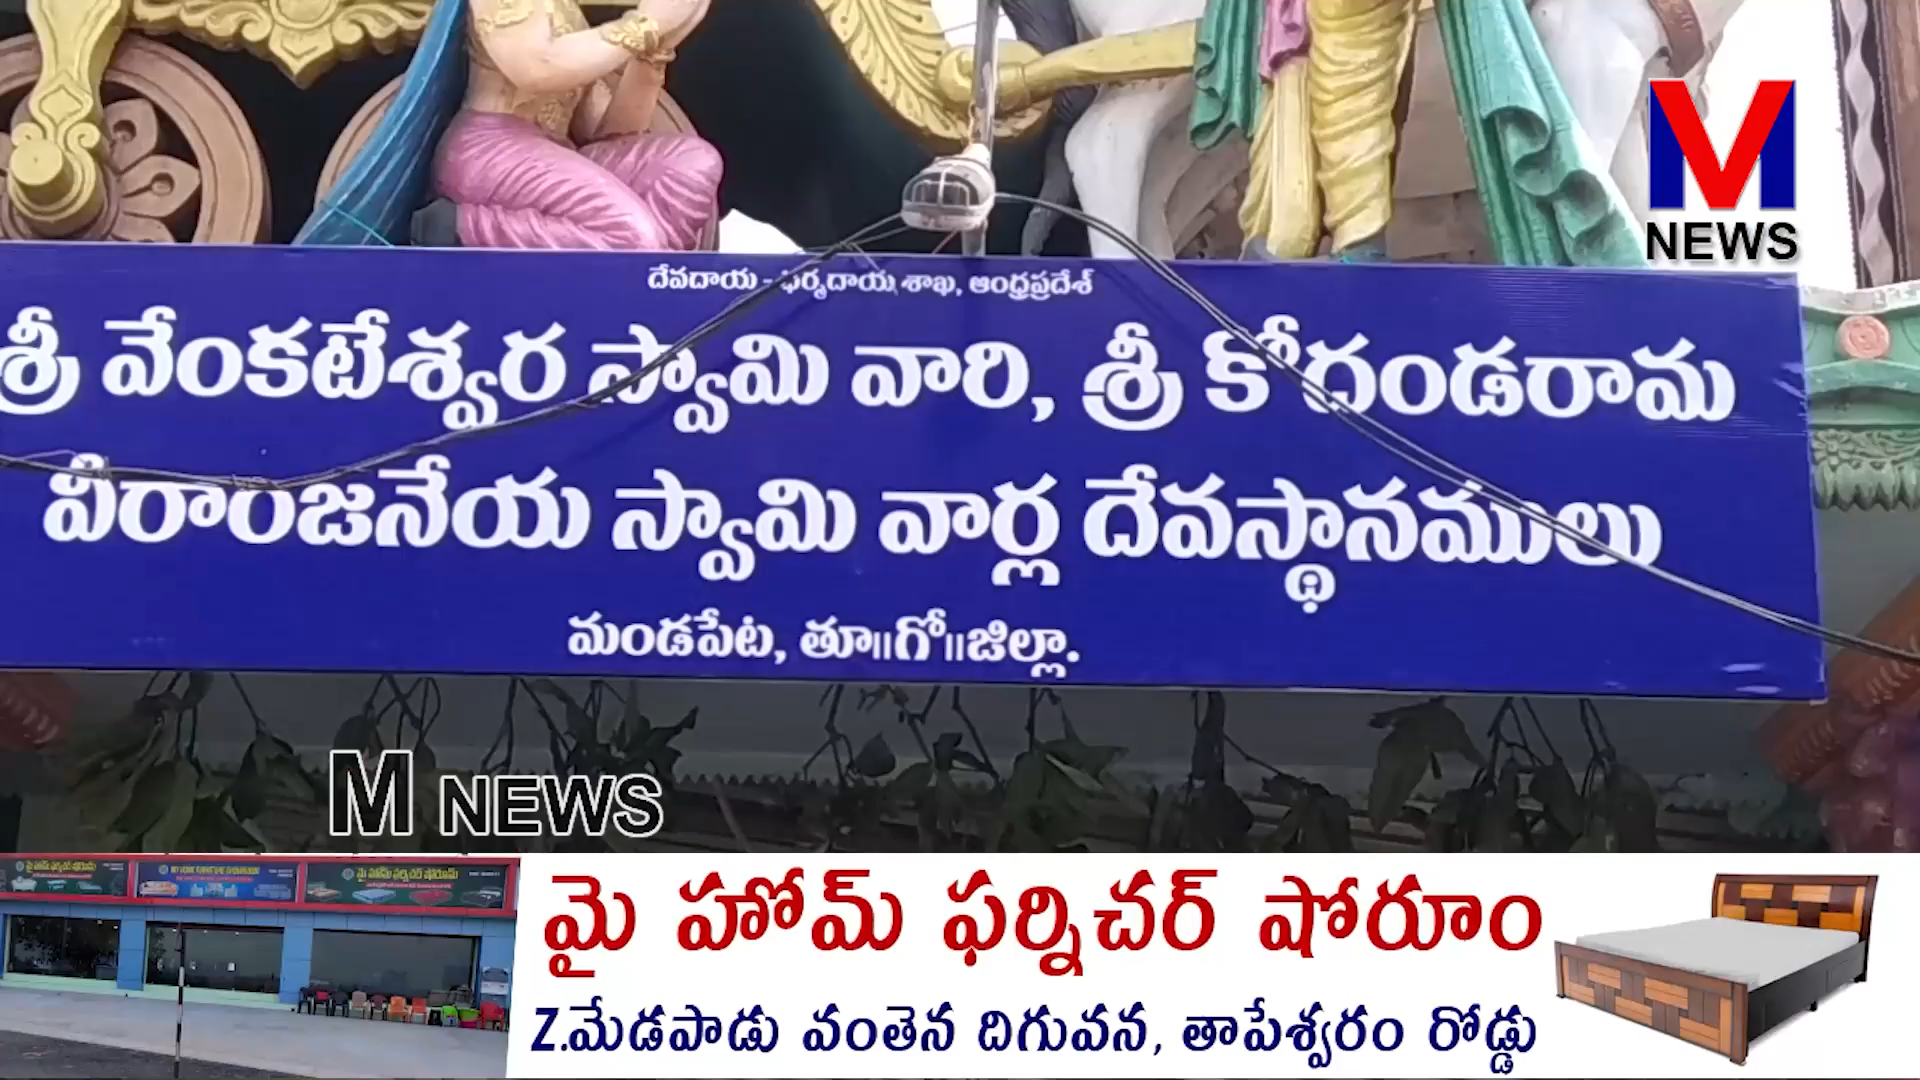 M
NEWS
దేవదాయ - ధర్మదాయ శాఖ, ఆంధ్రప్రదేశ్
శ్రీ వేంకటేశ్వర స్వామి వారి, శ్రీ కోదండరామ
వీరాంజనేయ స్వామి వార్ల దేవస్థానములు
మండపేట, తూ॥గో॥జిల్లా.
M NEWS
మై హోమ్ ఫర్నిచర్ షోరూం
Z.మేడపాడు వంతెన దిగువన, తాపేశ్వరం రోడ్డు